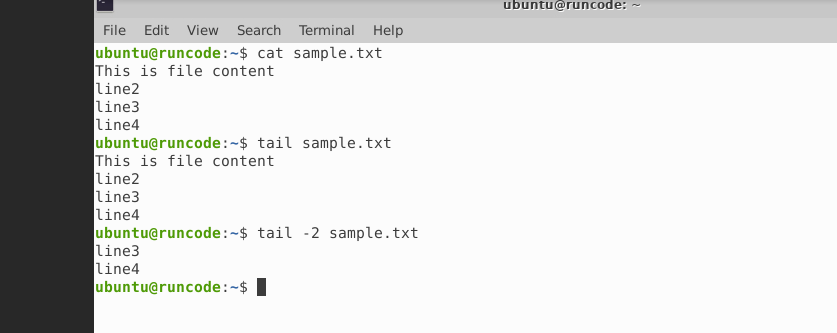 ubuntu@runcode: ~
File Edit View Search Terminal Help
ubuntu@runcode:~$ cat sample.txt
This is file content
line2
line3
line4
ubuntu@runcode:~$ tail sample.txt
This is file content
line2
line3
line4
ubuntu@runcode:~$ tail -2 sample.txt
line3
line4
ubuntu@runcode:~$